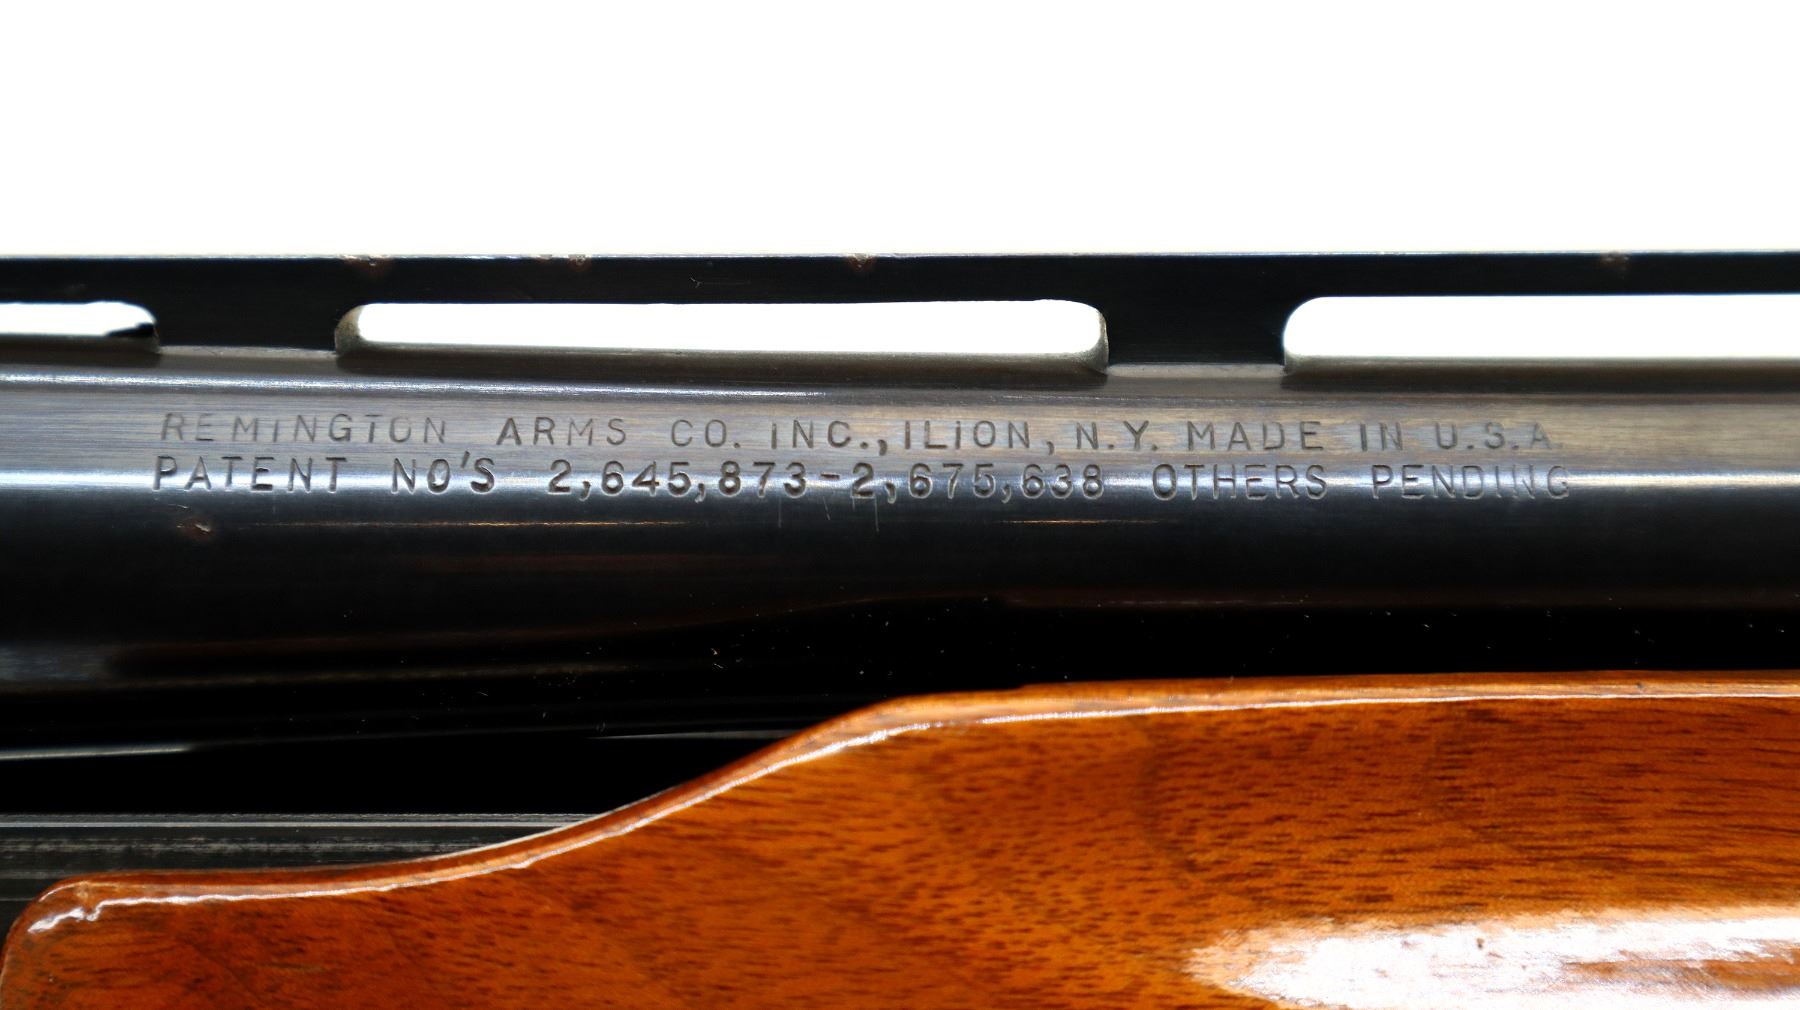 REMINGTON ARMS CO. INC., ILION, N.Y. MADE IN U.S.A.
PATENT NO'S 2,645,873-2,675,638 OTHERS PENDING